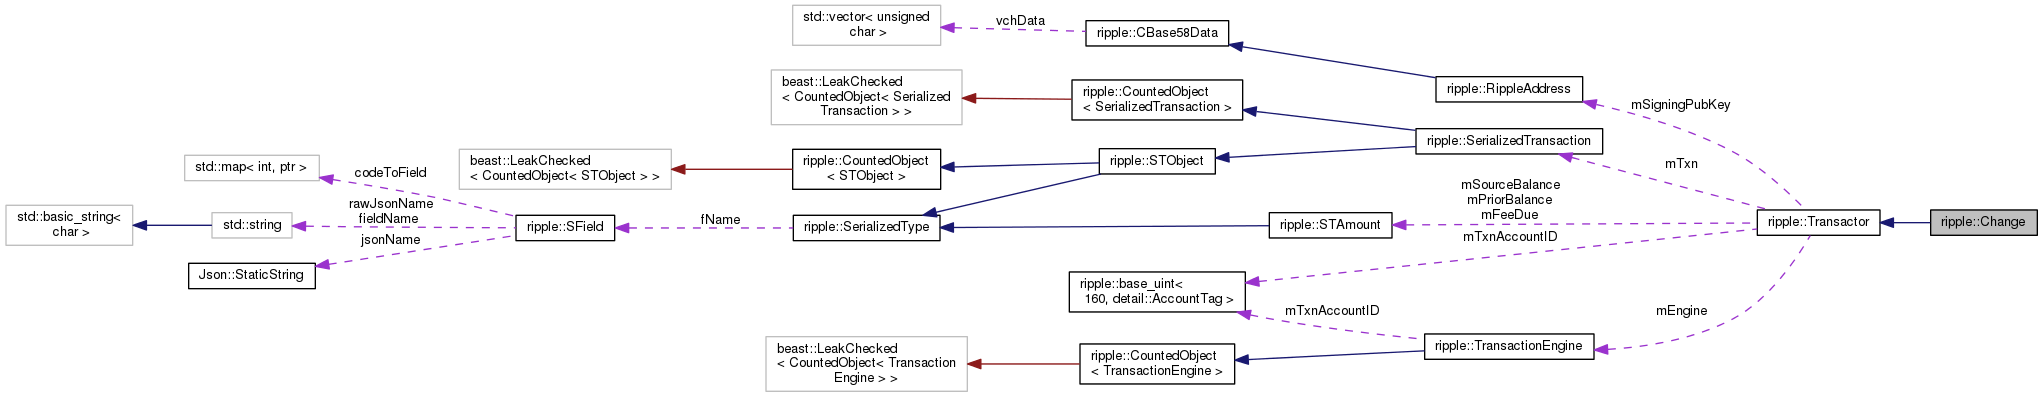 std::vector< unsigned
char >
vchData
ripple::CBase58Data
beast::LeakChecked
< CountedObject< Serialized
Transaction > >
ripple::CountedObject
< SerializedTransaction >
ripple::RippleAddress
mSigningPubKey
ripple::SerializedTransaction
mTxn
std::map< int, ptr >
codeToField
beast::LeakChecked
< CountedObject< STObject > >
ripple::CountedObject
< STObject >
ripple::STObject
mSourceBalance
mPriorBalance
mFeeDue
std::basic_string<
char >
std::string
rawJsonName
fieldName
ripple::SField
fName
ripple::SerializedType
ripple::STAmount
ripple::Transactor
ripple::Change
jsonName
Json::StaticString
mTxnAccountID
ripple::base_uint<
160, detail::AccountTag >
mTxnAccountID
mEngine
beast::LeakChecked
< CountedObject< Transaction
Engine > >
ripple::CountedObject
< TransactionEngine >
ripple::TransactionEngine